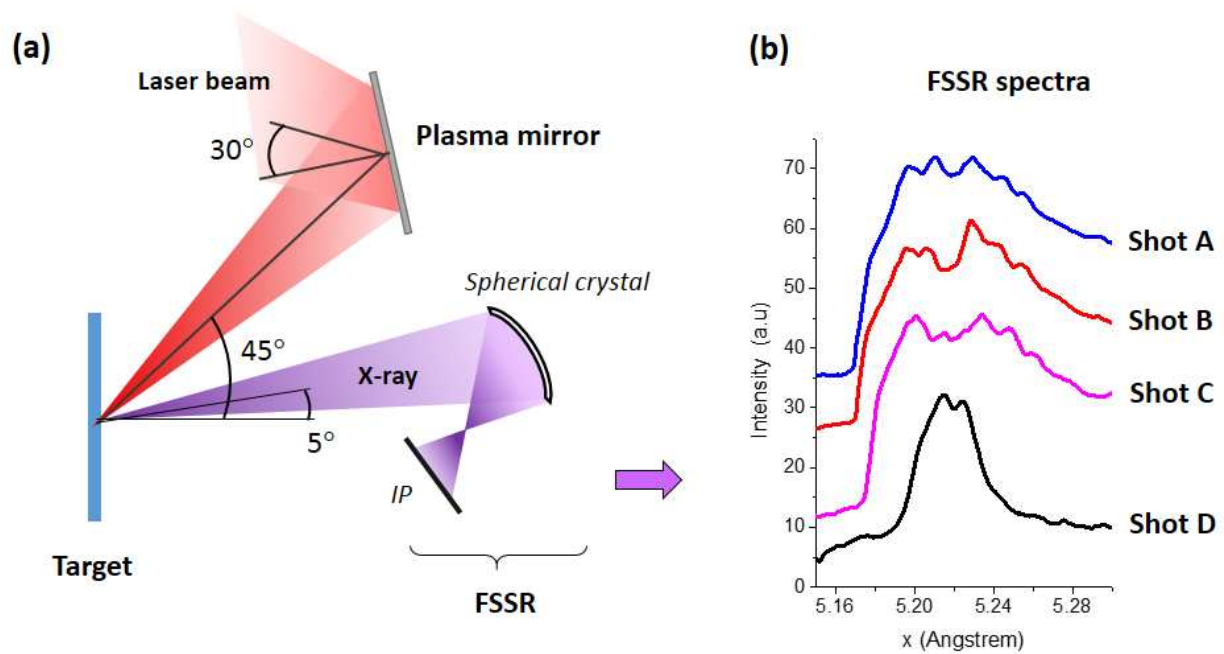 (a)
Laser beam
30°
Plasma mirror
Spherical crystal
45°
X-ray
5°
IP
Target
FSSR
(b)
FSSR spectra
70
60
50
40
30
20
10
0
Intensity (a.u)
5.16
5.20
5.24
5.28
x (Angstrem)
Shot A
Shot B
Shot C
Shot D